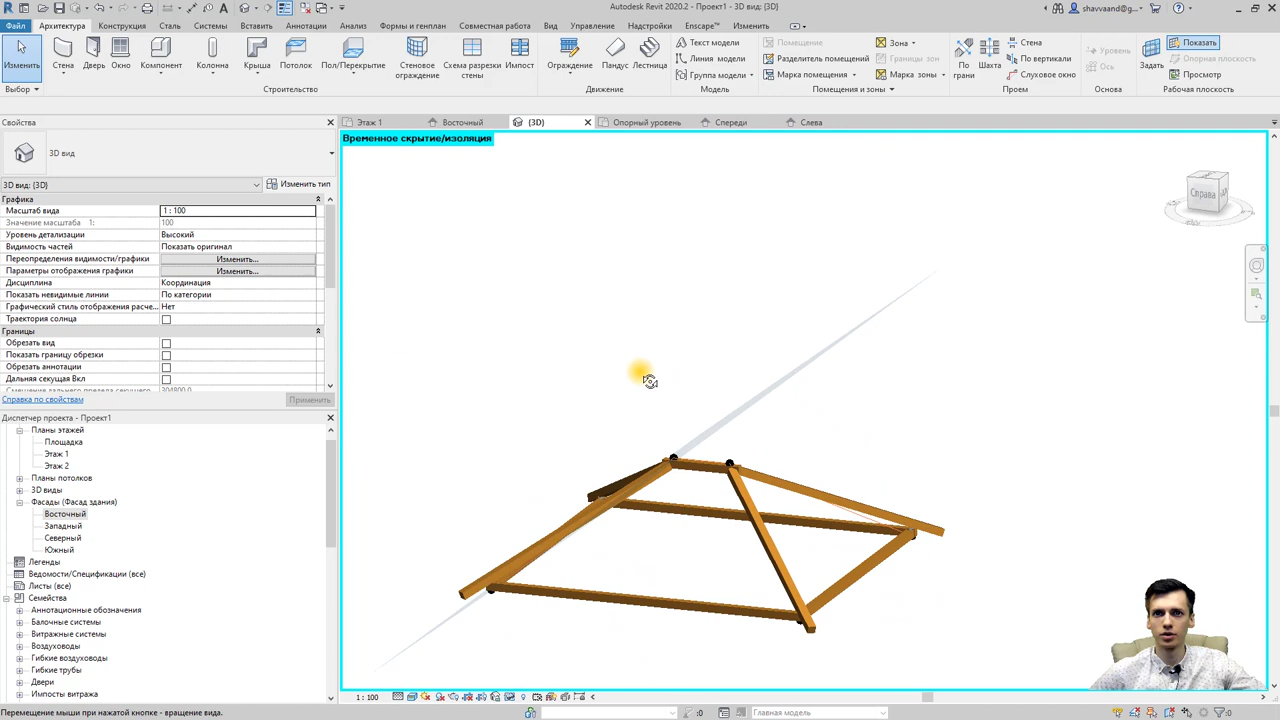 Autodesk Revit 2020.2 - Проект1 - 3D вид: {3D}
shavvaand@g...
Файл Архитектура Конструкция Сталь Системы Вставить Аннотации Анализ Формы и генплан Совместная работа Вид Управление Надстройки Enscape™ Изменить
Изменить Стена Дверь Окно Компонент Колонна Крыша Потолок Пол/Перекрытие Стеновое ограждение Схема разрезки стены Импост Ограждение Пандус Лестница
Текст модели
Линия модели
Группа модели
Помещение
Разделитель помещений
Марка помещения
Зона
Границы зон
Марка зоны
По грани
Шахта
Стена
По вертикали
Слуховое окно
Уровень
Ось
Задать
Показать
Опорная плоскость
Просмотр
Выбор Строительство Движение Модель Помещения и зоны Проем Основа Рабочая плоскость
Свойства
Этаж 1 Восточный {3D} Опорный уровень Спереди Слева
Временное скрытие/изоляция
Справа
3D вид
3D вид: {3D} Изменить тип
Графика
Масштаб вида 1 : 100
Значение масштаба 1: 100
Уровень детализации Высокий
Видимость частей Показать оригинал
Переопределения видимости/графики Изменить...
Параметры отображения графики Изменить...
Дисциплина Координация
Показать невидимые линии По категории
Графический стиль отображения расче... Нет
Траектория солнца
Границы
Обрезать вид
Показать границу обрезки
Обрезать аннотации
Дальняя секущая Вкл
Справка по свойствам Применить
Диспетчер проекта - Проект1
Планы этажей
Площадка
Этаж 1
Этаж 2
Планы потолков
3D виды
Фасады (Фасад здания)
Восточный
Западный
Северный
Южный
Легенды
Ведомости/Спецификации (все)
Листы (все)
Семейства
Аннотационные обозначения
Балочные системы
Витражные системы
Воздуховоды
Гибкие воздуховоды
Гибкие трубы
Двери
Импосты витража
1 : 100
Перемещение мыши при нажатой кнопке - вращение вида. :0 Главная модель :0